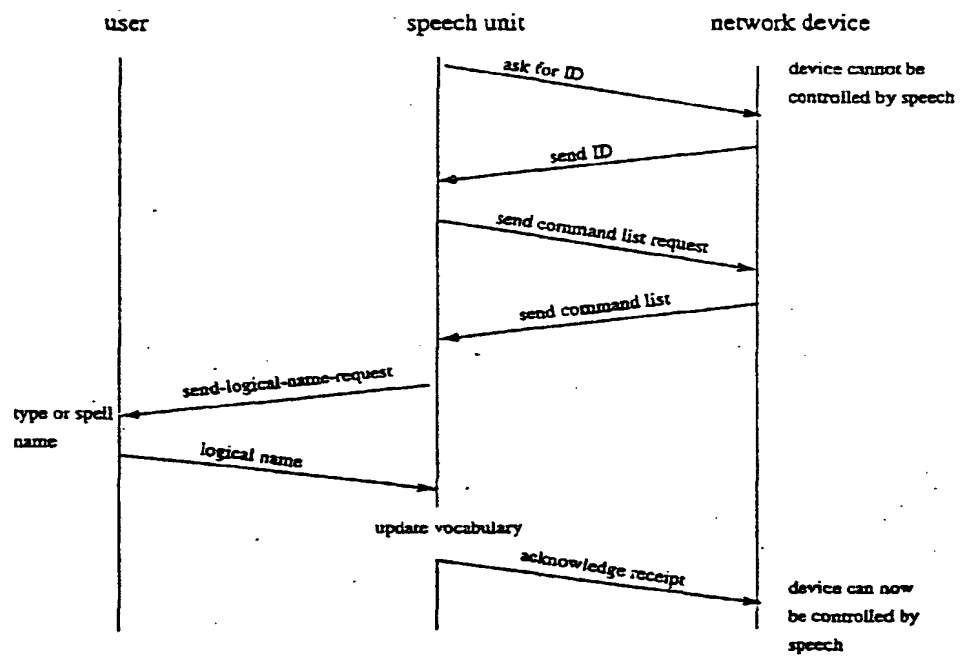 user
speech unit
network device
ask for ID
device cannot be
controlled by speech
send ID
send command list request
send command list
send-logical-name-request
type or spell
name
logical name
update vocabulary
acknowledge receipt
device can now
be controlled by
speech